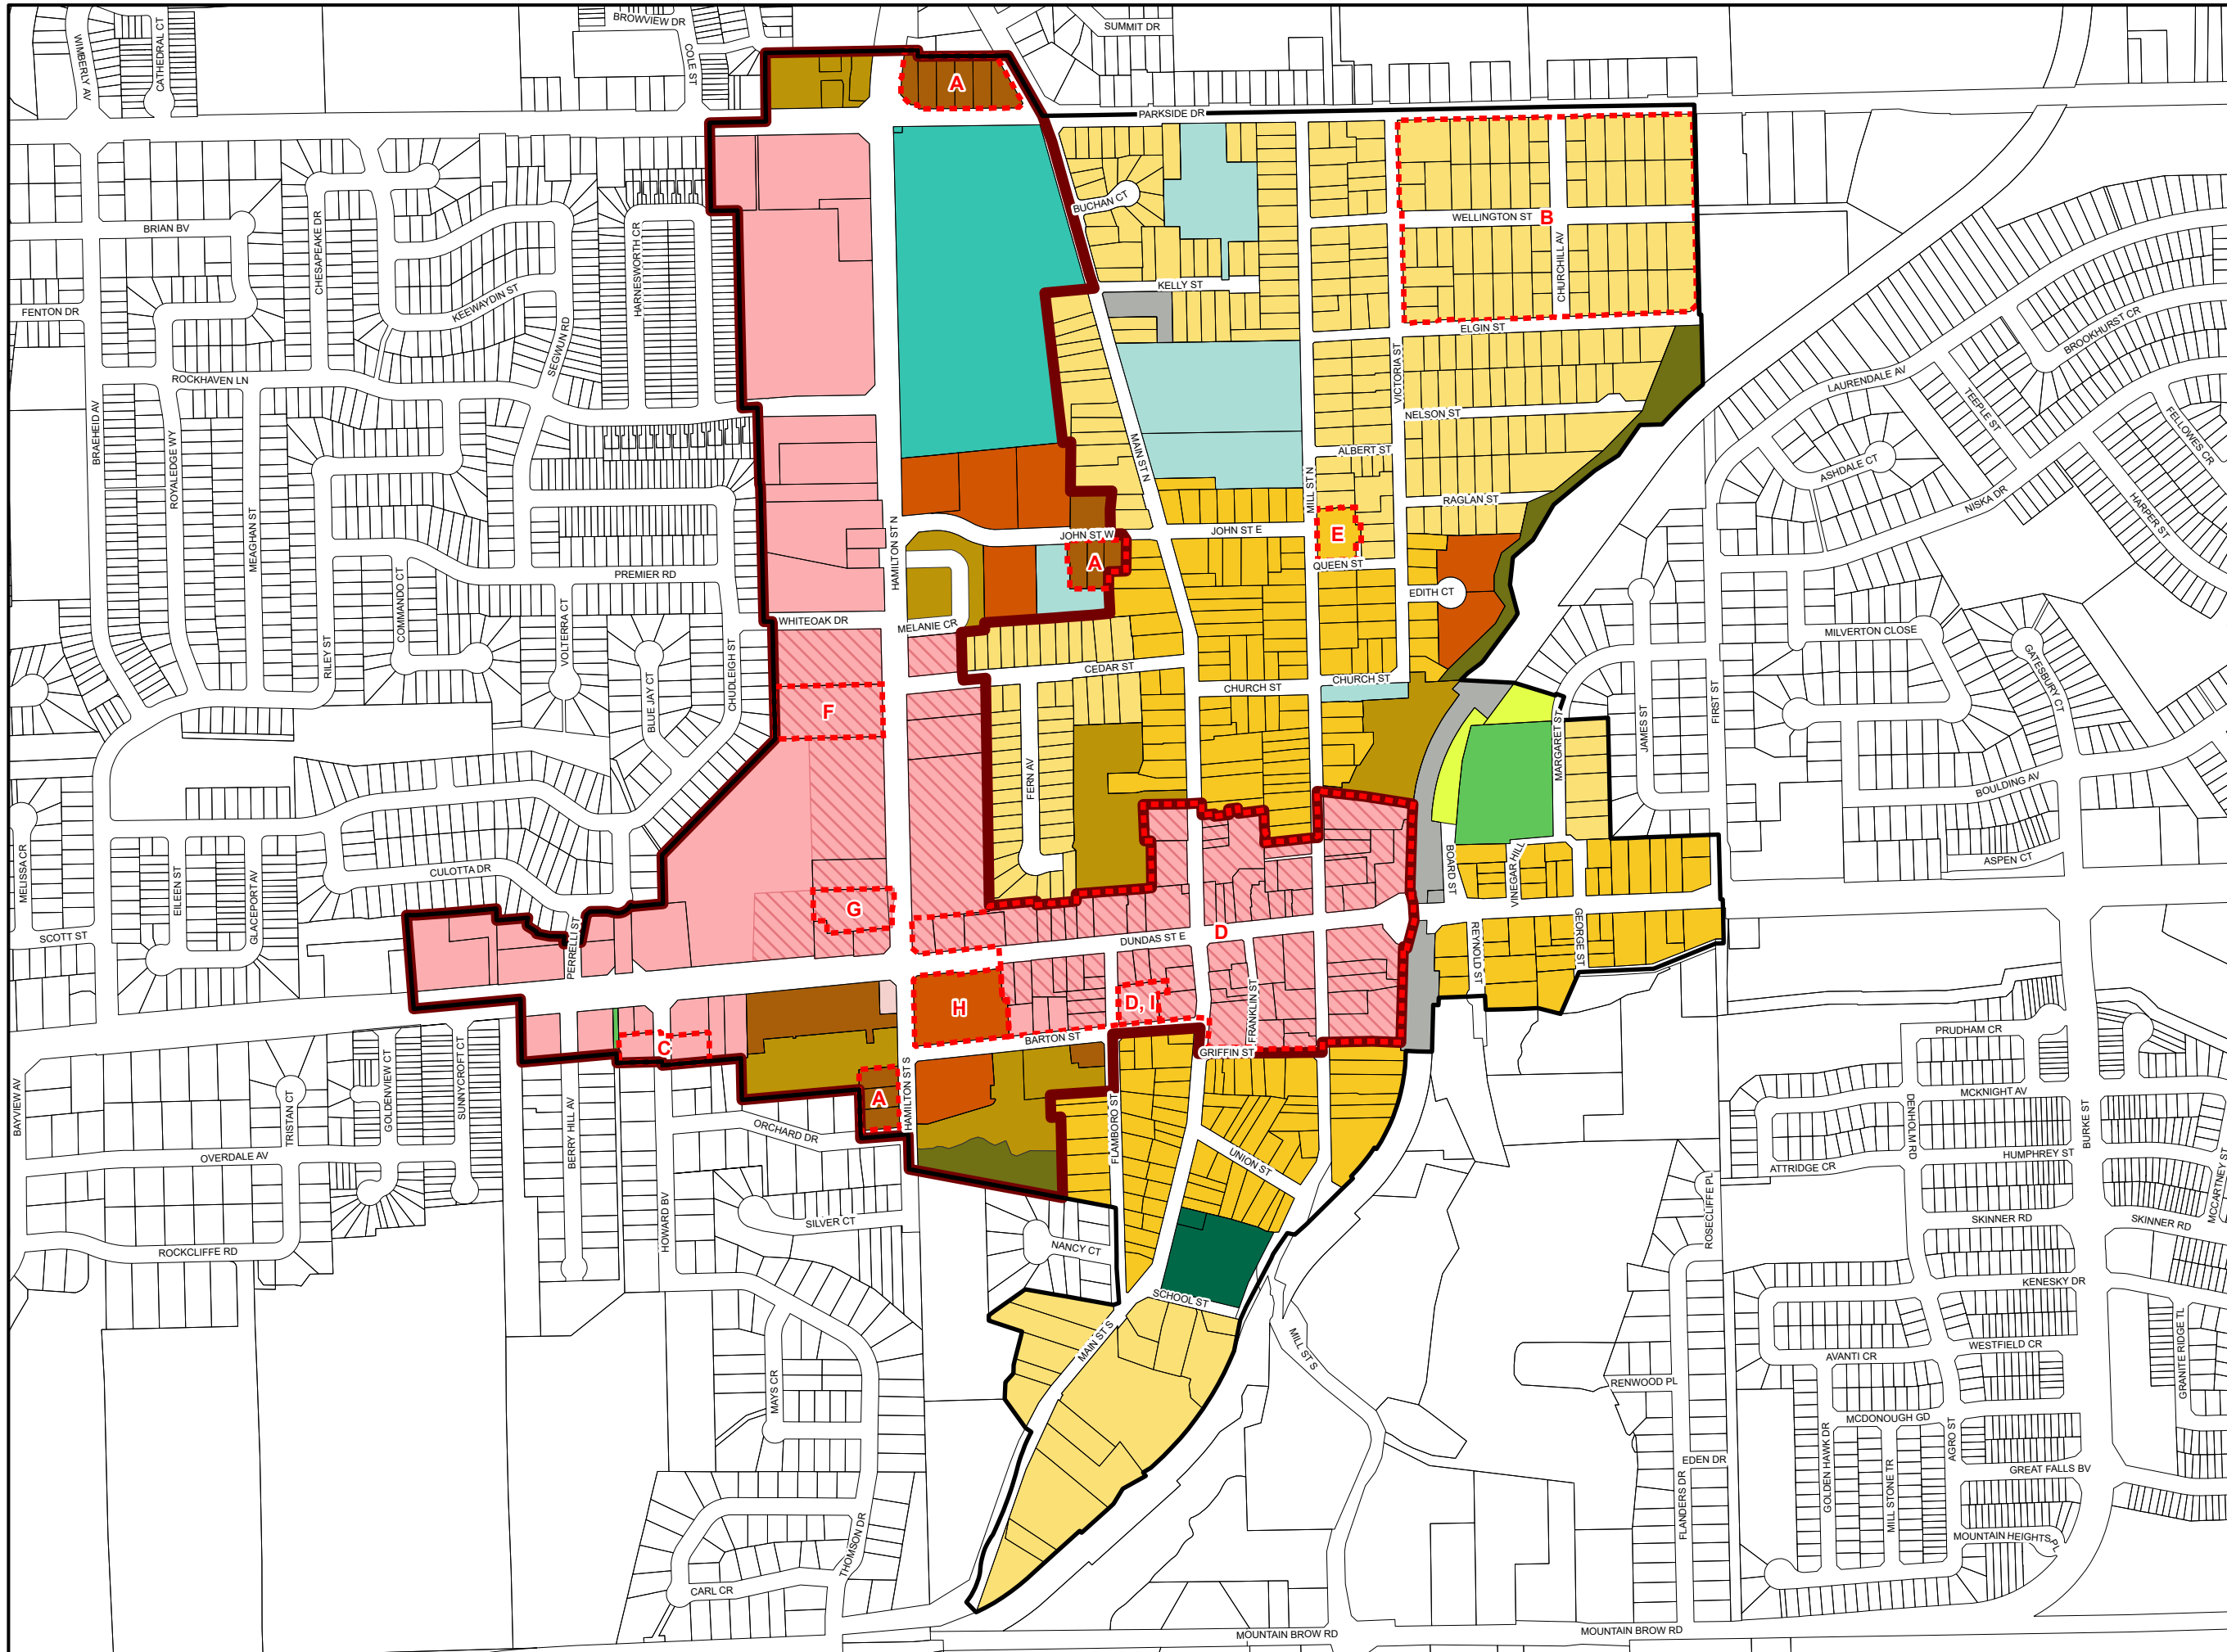 BROWVIEW DR
SUMMIT DR
WIMBERLY AV
CATHEDRAL CT
COLE ST
A
PARKSIDE DR
BUCHAN CT
WELLINGTON ST
B
BRIAN BV
CHESAPEAKE DR
HARNESWORTH CR
CHURCHILL AV
KELLY ST
KEEWAYDIN ST
FENTON DR
SEGWUN RD
ELGIN ST
BROOKHURST CR
VICTORIA ST
LAURENDALE AV
ROCKHAVEN LN
TEEPLE ST
NELSON ST
FELLOWES CR
BRAEHEID AV
ROYALEDGE WY
MAIN ST N
ALBERT ST
ASHDALE CT
MILL ST N
RAGLAN ST
NISKA DR
HARPER ST
MEAGHAN ST
HAMILTON ST N
JOHN ST W
JOHN ST E
E
A
QUEEN ST
PREMIER RD
EDITH CT
COMMANDO CT
VOLTERRA CT
WHITEOAK DR
MELANIE CR
MILVERTON CLOSE
RILEY ST
BLUE JAY CT
CHUDLEIGH ST
CEDAR ST
CHURCH ST
CHURCH ST
GATESBURY CT
F
MARGARET ST
JAMES ST
FIRST ST
FERN AV
BOULDING AV
MELISSA CR
EILEEN ST
GLACEPORT AV
CULOTTA DR
BOARD ST
VINEGAR HILL
ASPEN CT
G
SCOTT ST
PERRELLI ST
DUNDAS ST E
D
REYNOLD ST
GEORGE ST
H
D, I
FRANKLIN ST
C
BARTON ST
GRIFFIN ST
PRUDHAM CR
BAYVIEW AV
TRISTAN CT
GOLDENVIEW CT
SUNNYCROFT CT
BERRY HILL AV
A
HAMILTON ST S
FLAMBORO ST
MCKNIGHT AV
DENHOLM RD
BURKE ST
ORCHARD DR
OVERDALE AV
UNION ST
HUMPHREY ST
ATTRIDGE CR
MCCARTNEY ST
ROSECLIFFE PL
HOWARD BV
SILVER CT
SKINNER RD
SKINNER RD
ROCKCLIFFE RD
NANCY CT
KENESKY DR
SCHOOL ST
MAIN ST S
MILL ST S
WESTFIELD CR
AVANTI CR
GRANITE RIDGE TL
MAYS CR
RENWOOD PL
MCDONOUGH GD
GOLDEN HAWK DR
MILL STONE TR
AGRO ST
EDEN DR
GREAT FALLS BV
FLANDERS DR
THOMSON DR
MOUNTAIN HEIGHTS PL
CARL CR
MOUNTAIN BROW RD
MOUNTAIN BROW RD